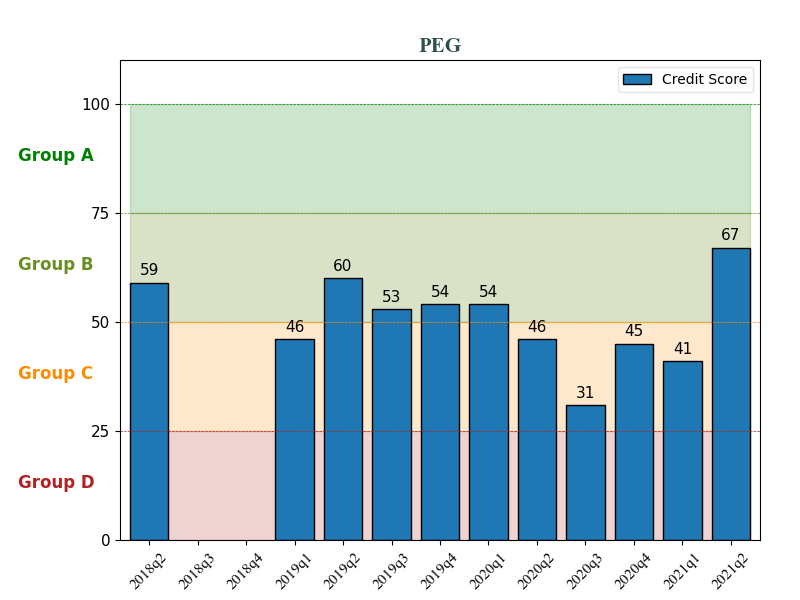 PEG
Credit Score
100
Group A
75
67
Group B
59
60
53
54
54
50
46
46
45
41
Group C
31
25
Group D
0
2018q2
2018q3
2018q4
2019q1
2019q2
2019q3
2019q4
2020q1
2020q2
2020q3
2020q4
2021q1
2021q2